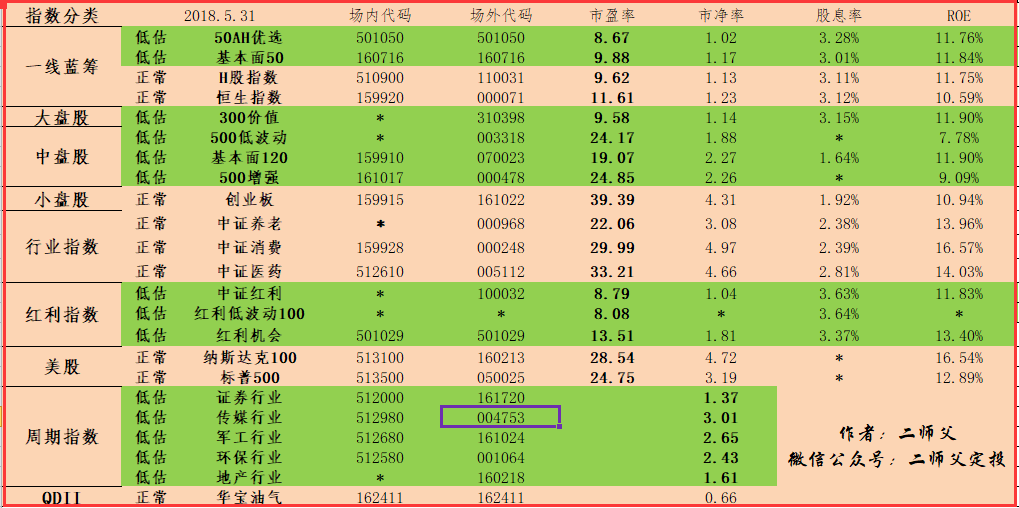 指数分类 2018.5.31 场内代码 场外代码 市盈率 市净率 股息率 ROE
一线蓝筹
低估 50AH优选 501050 501050 8.67 1.02 3.28% 11.76%
低估 基本面50 160716 160716 9.88 1.17 3.01% 11.84%
正常 H股指数 510900 110031 9.62 1.13 3.11% 11.75%
正常 恒生指数 159920 000071 11.61 1.23 3.12% 10.59%
大盘股 低估 300价值 * 310398 9.58 1.14 3.15% 11.90%
中盘股
低估 500低波动 * 003318 24.17 1.88 * 7.78%
低估 基本面120 159910 070023 19.07 2.27 1.64% 11.90%
低估 500增强 161017 000478 24.85 2.26 * 9.09%
小盘股 正常 创业板 159915 161022 39.39 4.31 1.92% 10.94%
行业指数
正常 中证养老 * 000968 22.06 3.08 2.38% 13.96%
正常 中证消费 159928 000248 29.99 4.97 2.39% 16.57%
正常 中证医药 512610 005112 33.21 4.66 2.81% 14.03%
红利指数
低估 中证红利 * 100032 8.79 1.04 3.63% 11.83%
低估 红利低波动100 * * 8.08 * 3.64% *
低估 红利机会 501029 501029 13.51 1.81 3.37% 13.40%
美股
正常 纳斯达克100 513100 160213 28.54 4.72 * 16.54%
正常 标普500 513500 050025 24.75 3.19 * 12.89%
周期指数
低估 证券行业 512000 161720 1.37
低估 传媒行业 512980 004753 3.01
低估 军工行业 512680 161024 2.65
低估 环保行业 512580 001064 2.43
低估 地产行业 * 160218 1.61
作者：二师父
微信公众号：二师父定投
QDII 正常 华宝油气 162411 162411 0.66